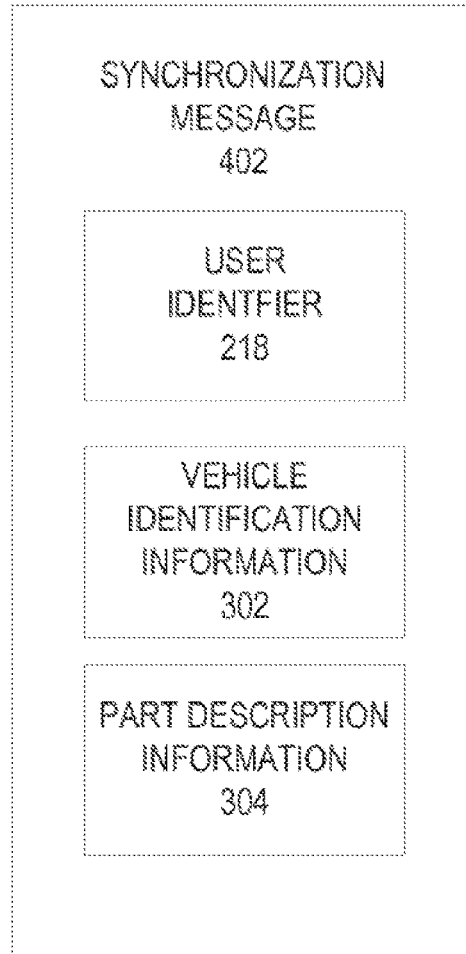 SYNCHRONIZATION
MESSAGE
402
USER
IDENTFIER
218
VEHICLE
IDENTIFICATION
INFORMATION
302
PART DESCRIPTION
INFORMATION
304